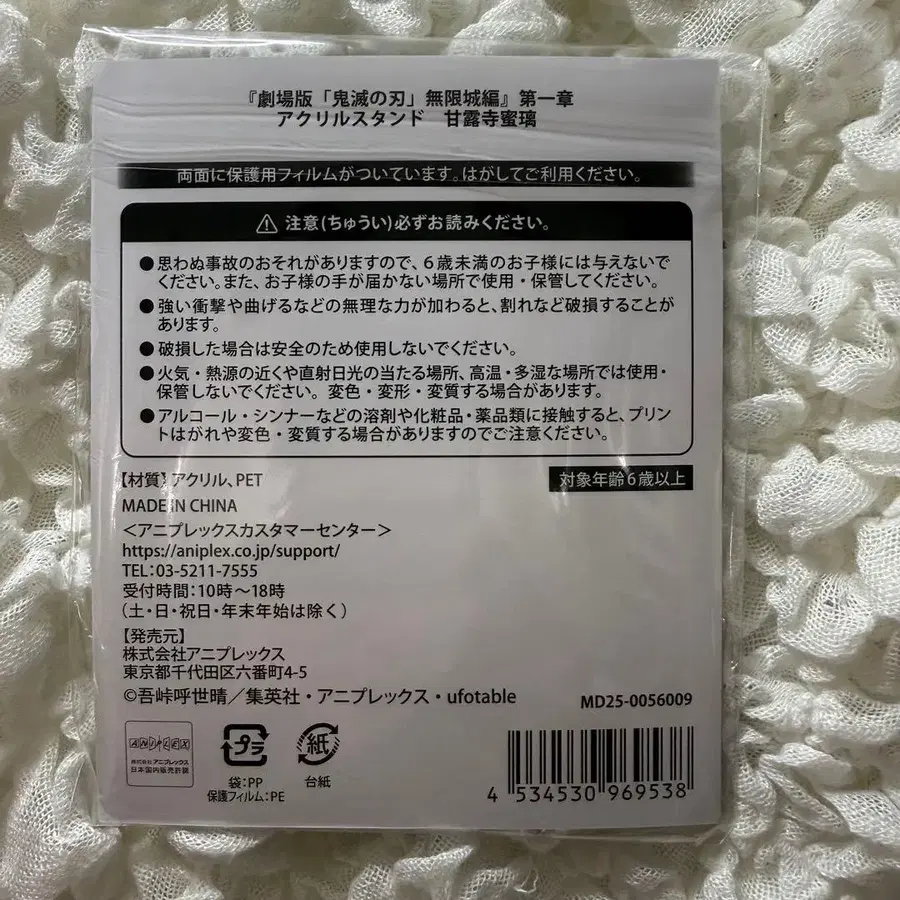 『劇場版「鬼滅の刃」無限城編』第一章
アクリルスタンド 甘露寺蜜璃
両面に保護用フィルムがついています。はがしてご利用ください。
注意(ちゅうい)必ずお読みください。
●思わぬ事故のおそれがありますので、6歳未満のお子様には与えないで
ください。また、お子様の手が届かない場所で使用・保管してください。
●強い衝撃や曲げるなどの無理な力が加わると、割れなど破損することが
あります。
●破損した場合は安全のため使用しないでください。
●火気・熱源の近くや直射日光の当たる場所、高温・多湿な場所では使用・
保管しないでください。変色・変形・変質する場合があります。
●アルコール・シンナーなどの溶剤や化粧品・薬品類に接触すると、プリン
トはがれや変色・変質する場合がありますのでご注意ください。
【材質】アクリル、PET
対象年齢6歳以上
MADE IN CHINA
＜アニプレックスカスタマーセンター＞
https://aniplex.co.jp/support/
TEL:03-5211-7555
受付時間:10時～18時
(土・日・祝日・年末年始は除く)
【発売元】
株式会社アニプレックス
東京都千代田区六番町4-5
©吾峠呼世晴／集英社・アニプレックス・ufotable
MD25-0056009
ANIPLEX
株式会社アニプレックス
日本国内販売許諾
プラ
袋:PP
保護フィルム:PE
紙
台紙
4 534530 969538